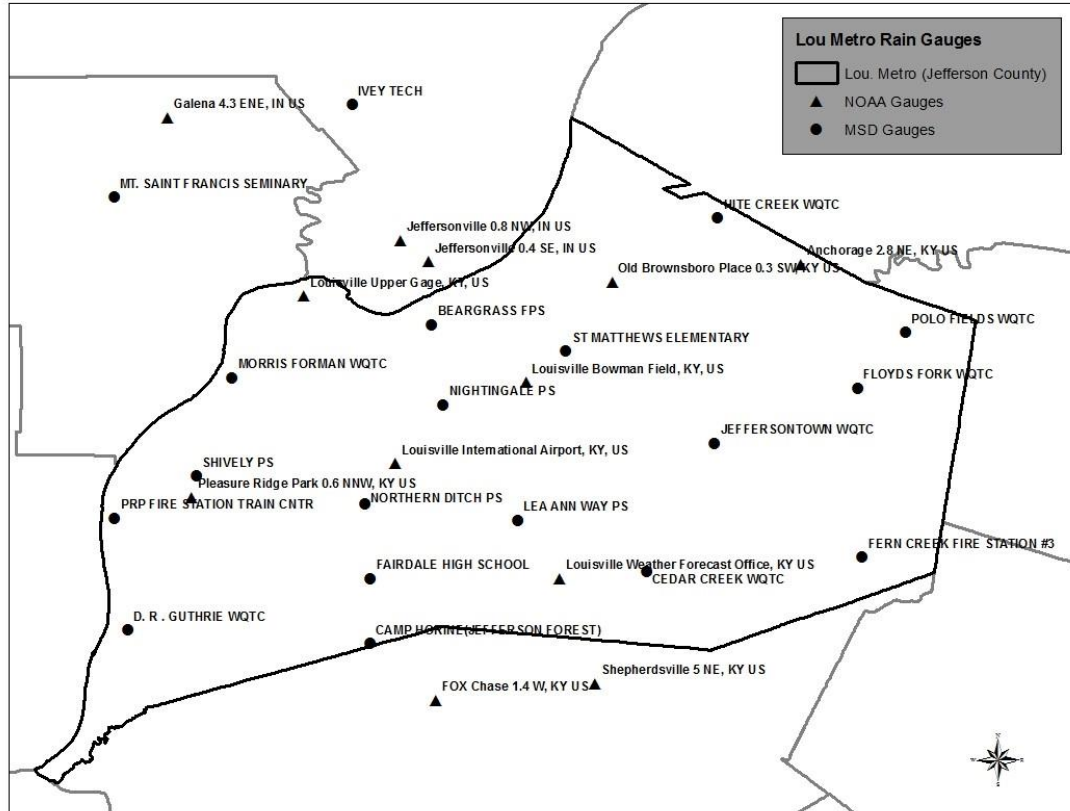 Lou Metro Rain Gauges
Lou. Metro (Jefferson County)
NOAA Gauges
MSD Gauges
IVEY TECH
Galena 4.3 ENE, IN US
MT. SAINT FRANCIS SEMINARY
HITE CREEK WQTC
Jeffersonville 0.8 NW, IN US
Jeffersonville 0.4 SE, IN US
Anchorage 2.8 NE, KY US
Old Brownsboro Place 0.3 SW, KY US
Louisville Upper Gage, KY, US
BEARGRASS FPS
POLO FIELDS WQTC
ST MATTHEWS ELEMENTARY
MORRIS FORMAN WQTC
Louisville Bowman Field, KY, US
FLOYDS FORK WQTC
NIGHTINGALE PS
JEFFERSONTOWN WQTC
Louisville International Airport, KY, US
SHIVELY PS
Pleasure Ridge Park 0.6 NNW, KY US
PRP FIRE STATION TRAIN CNTR
NORTHERN DITCH PS
LEA ANN WAY PS
FERN CREEK FIRE STATION #3
FAIRDALE HIGH SCHOOL
Louisville Weather Forecast Office, KY US
CEDAR CREEK WQTC
D. R . GUTHRIE WQTC
CAMP HORINE(JEFFERSON FOREST)
Shepherdsville 5 NE, KY US
FOX Chase 1.4 W, KY US